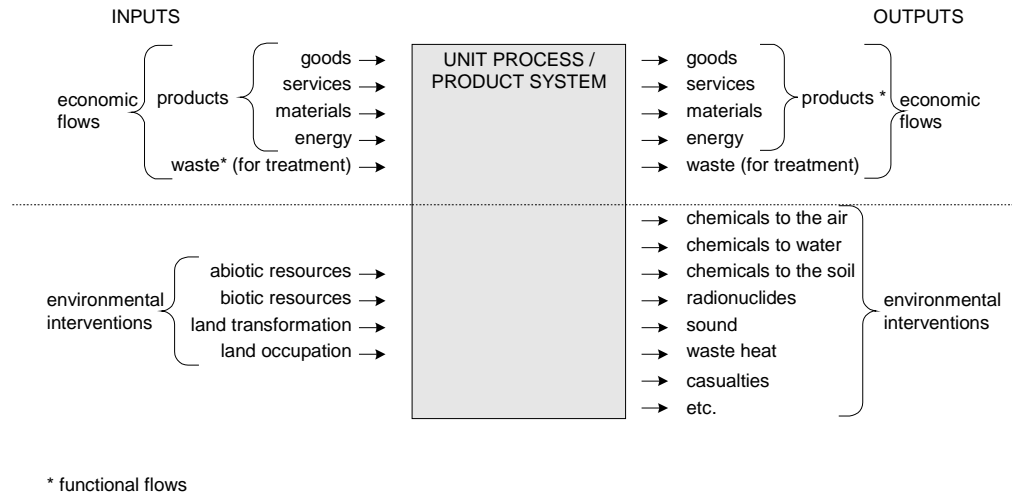 INPUTS
OUTPUTS
UNIT PROCESS /
PRODUCT SYSTEM
economic
flows
products
goods
services
materials
energy
waste* (for treatment)
goods
services
materials
energy
waste (for treatment)
products *
economic
flows
environmental
interventions
abiotic resources
biotic resources
land transformation
land occupation
chemicals to the air
chemicals to water
chemicals to the soil
radionuclides
sound
waste heat
casualties
etc.
environmental
interventions
* functional flows